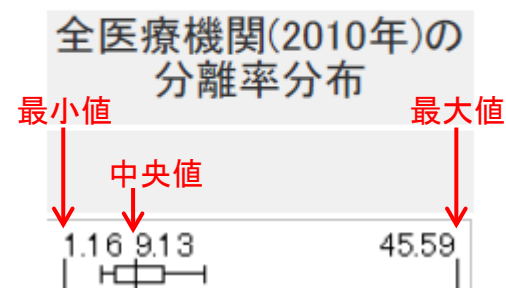 全医療機関(2010年)の
分離率分布
最小値
最大値
中央値
1.16 9.13 45.59